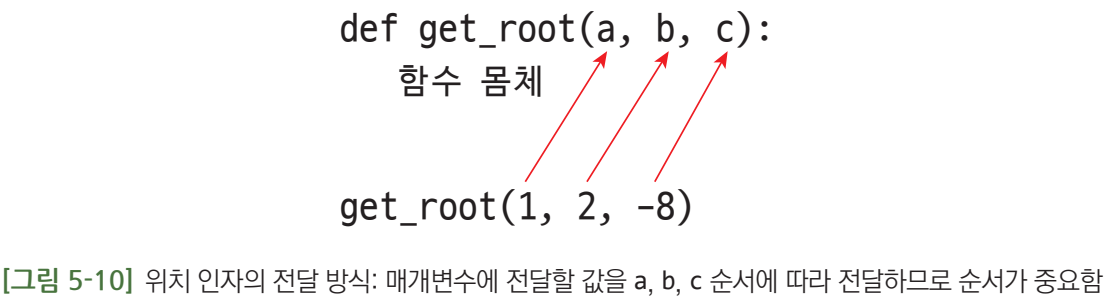 def get_root(a, b, c):
함수 몸체
get_root(1, 2, -8)
[그림 5-10] 위치 인자의 전달 방식: 매개변수에 전달할 값을 a, b, c 순서에 따라 전달하므로 순서가 중요함